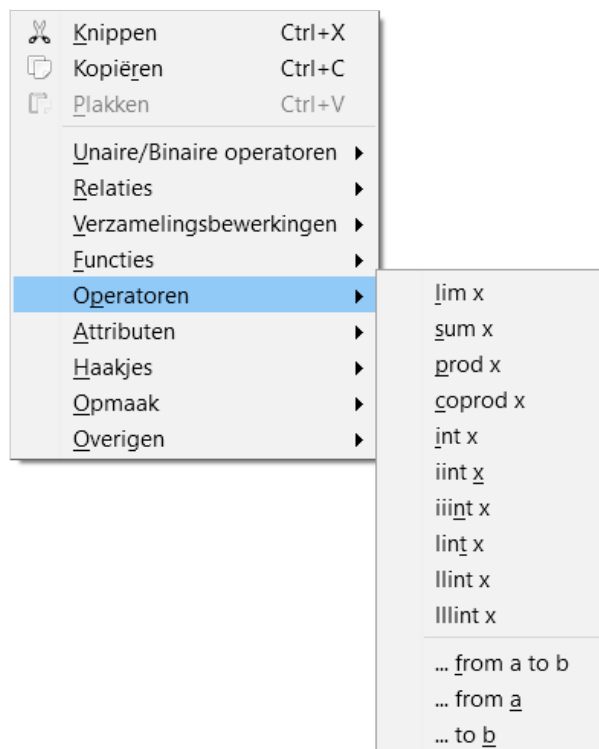 Knippen Ctrl+X
Kopiëren Ctrl+C
Plakken Ctrl+V
Unaire/Binaire operatoren
Relaties
Verzamelingsbewerkingen
Functies
Operatoren
Attributen
Haakjes
Opmaak
Overigen
lim x
sum x
prod x
coprod x
int x
iint x
iiint x
lint x
llint x
lllint x
... from a to b
... from a
... to b